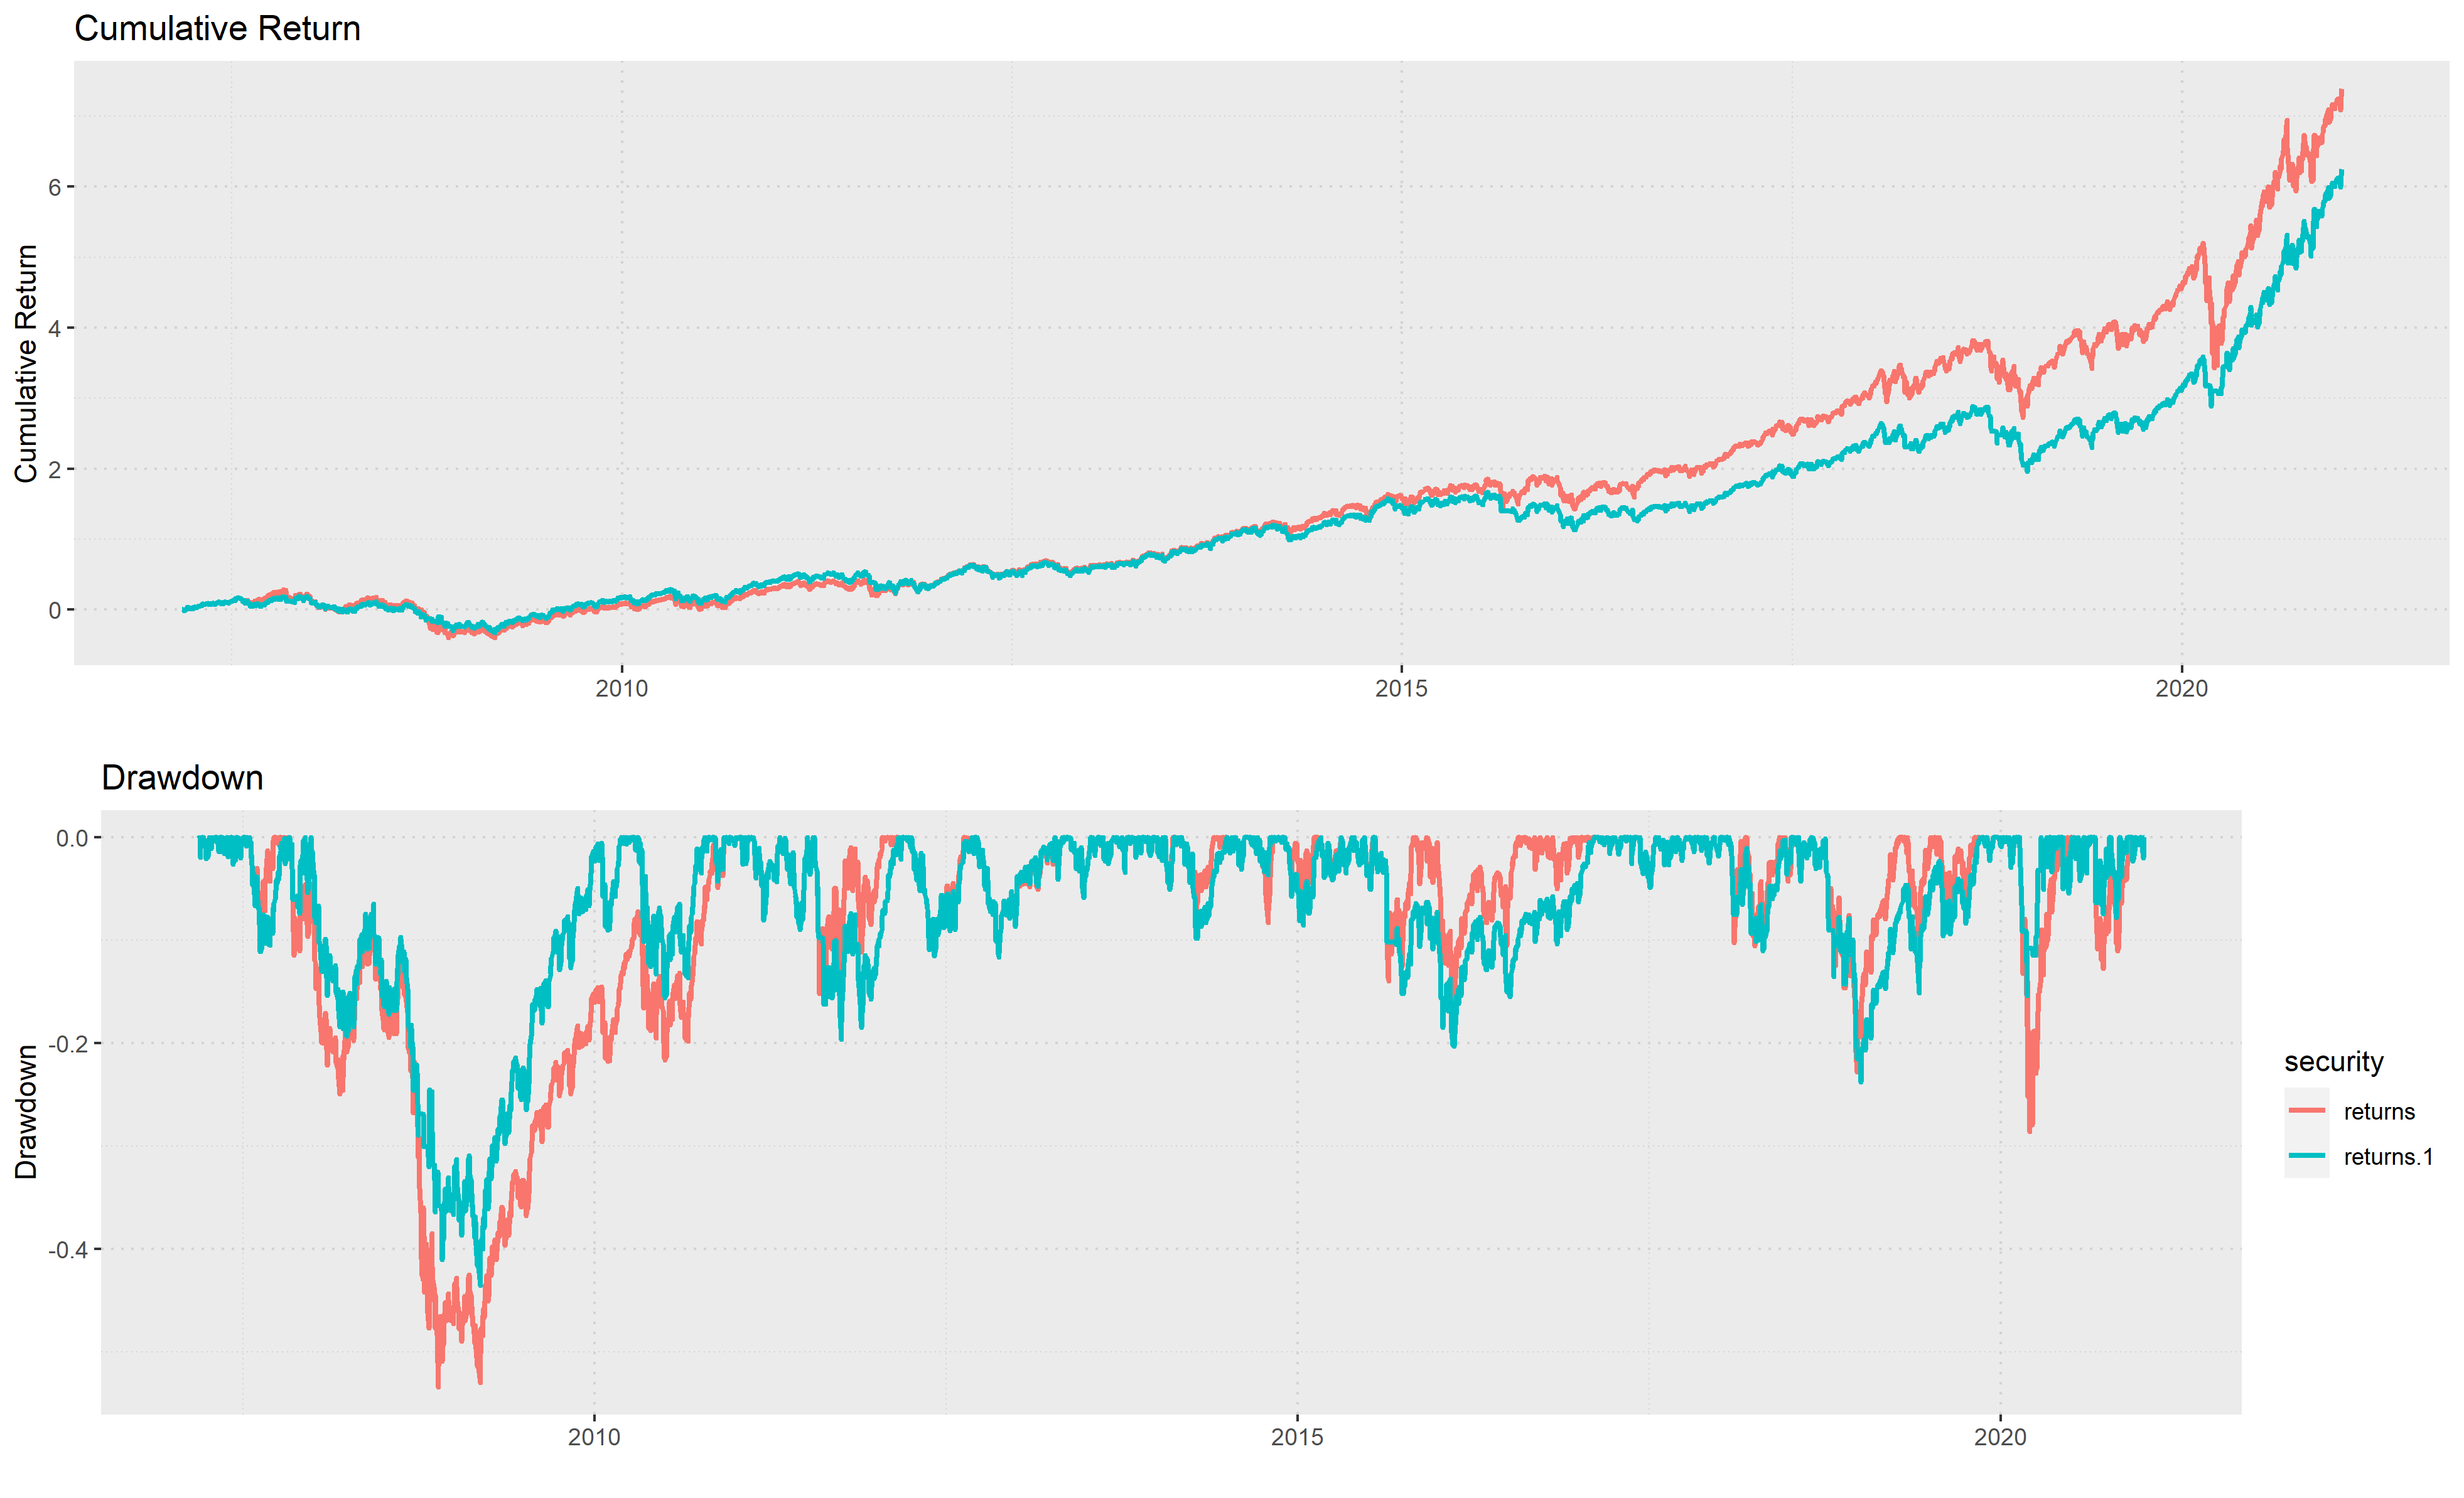 Cumulative Return
Cumulative Return
6
4
2
0
2010
2015
2020
Drawdown
Drawdown
0.0
-0.2
-0.4
2010
2015
2020
security
returns
returns.1